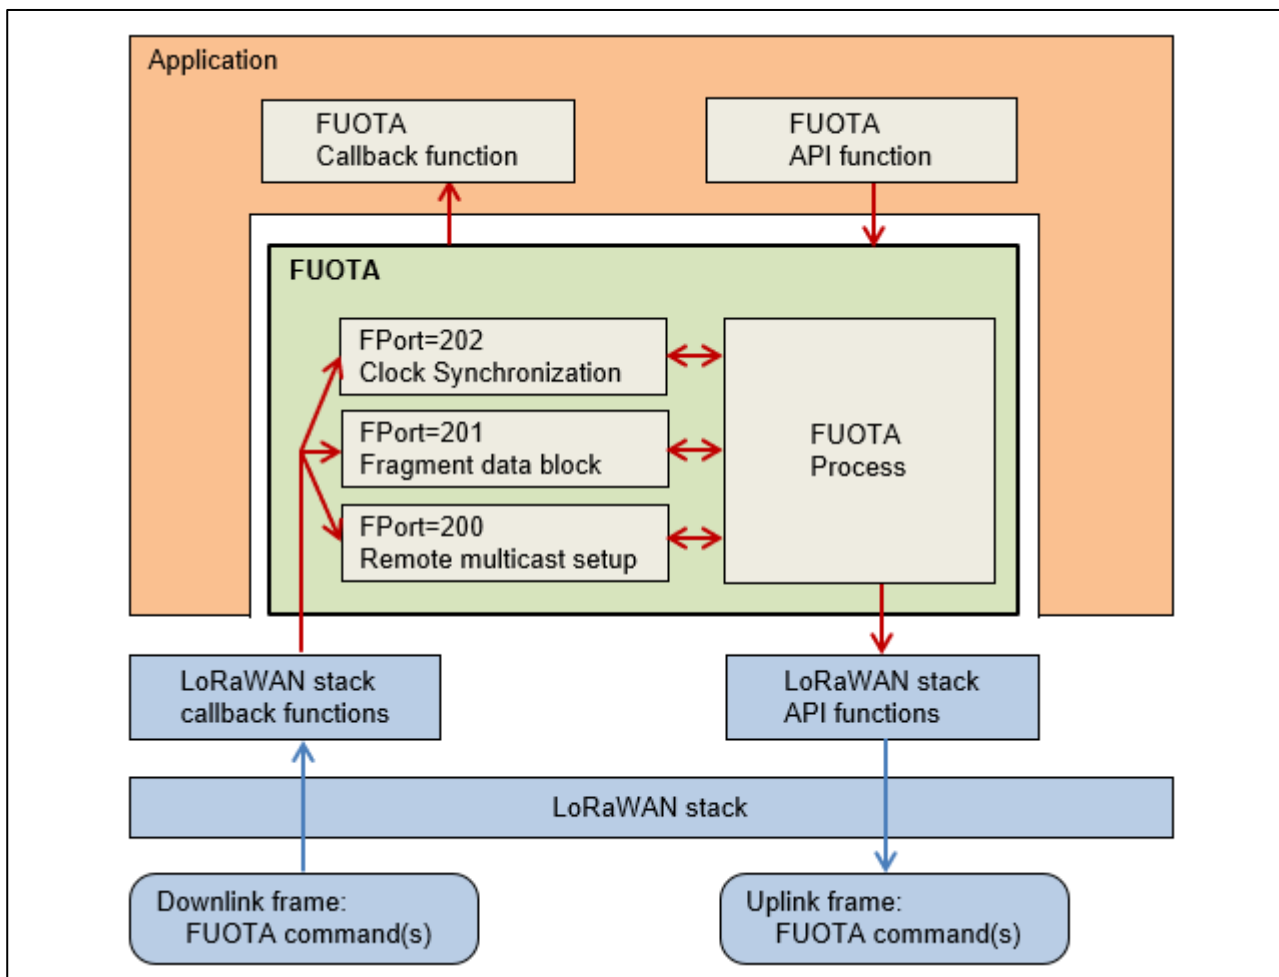 Application
FUOTA
Callback function
FUOTA
API function
FUOTA
FPort=202
Clock Synchronization
FPort=201
Fragment data block
FPort=200
Remote multicast setup
FUOTA
Process
LoRaWAN stack
callback functions
LoRaWAN stack
API functions
LoRaWAN stack
Downlink frame:
FUOTA command(s)
Uplink frame:
FUOTA command(s)